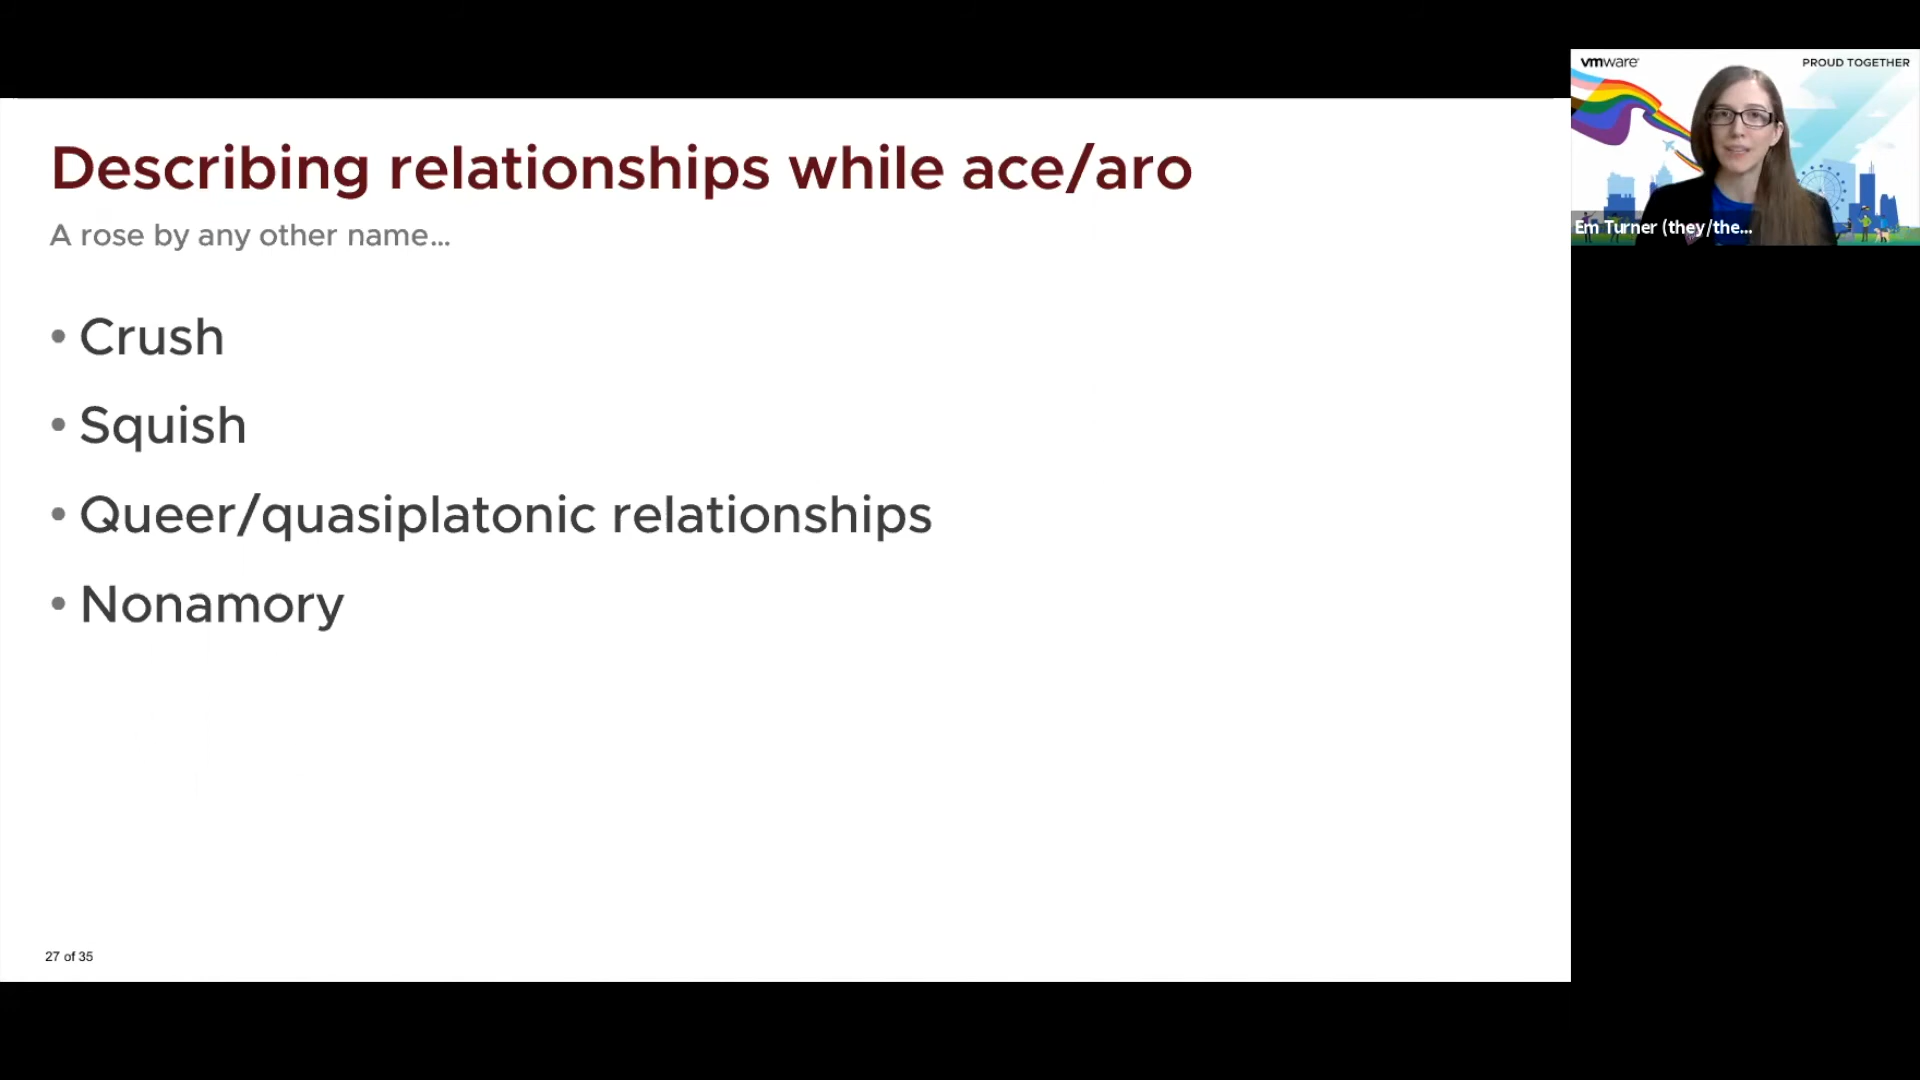 Describing relationships while ace/aro
A rose by any other name...
• Crush
• Squish
• Queer/quasiplatonic relationships
• Nonamory
27 of 35
vmware
PROUD TOGETHER
Em Turner (they/the...